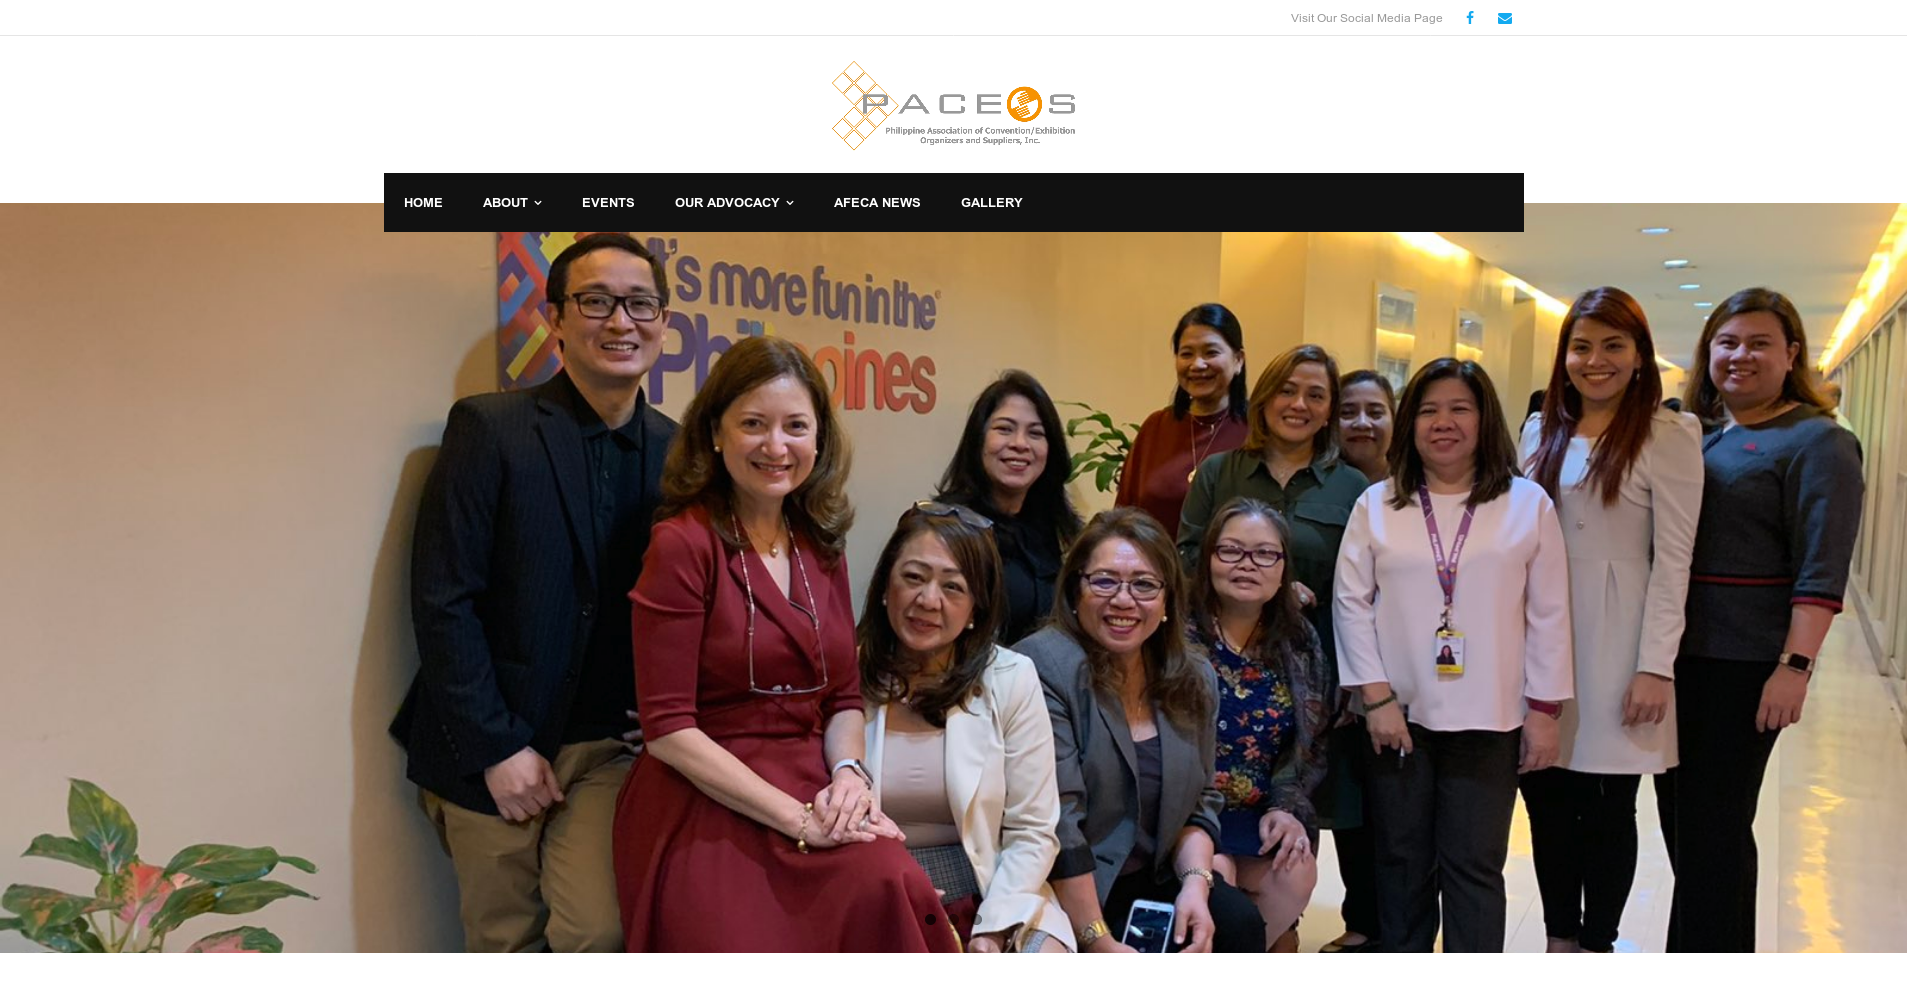 Visit Our Social Media Page
PACEOS
Philippine Association of Convention/Exhibition
Organizers and Suppliers, Inc.
HOME ABOUT EVENTS OUR ADVOCACY AFECA NEWS GALLERY
it's more fun in the
Philippines